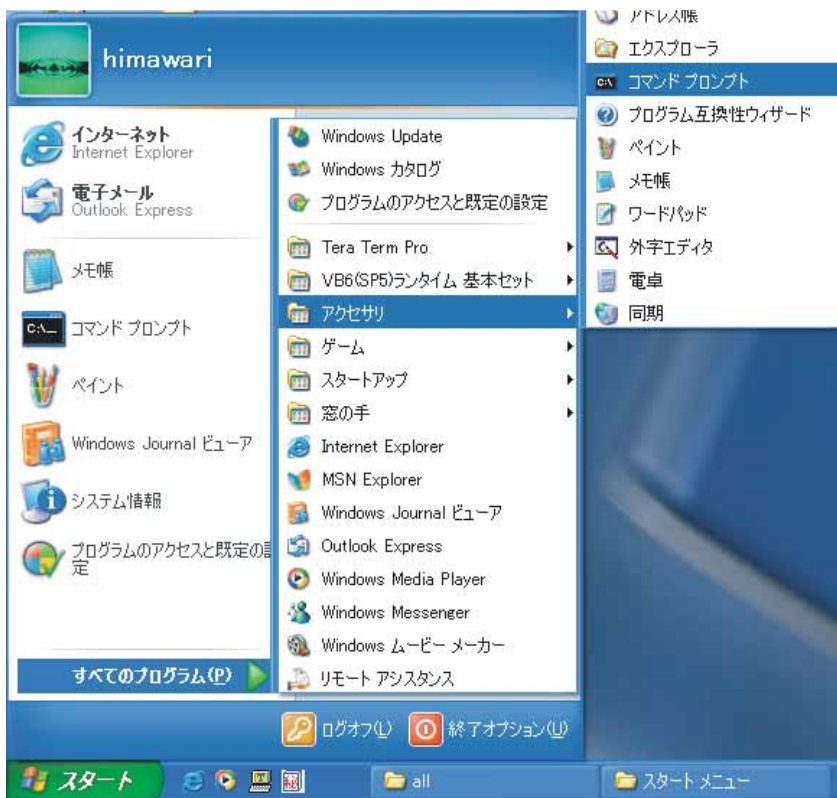 himawari
インターネット
Internet Explorer
電子メール
Outlook Express
メモ帳
コマンド プロンプト
ペイント
Windows Journal ビューア
システム情報
プログラムのアクセスと既定の設
定
すべてのプログラム(P)
Windows Update
Windows カタログ
プログラムのアクセスと既定の設定
Tera Term Pro
VB6(SP5)ランタイム 基本セット
アクセサリ
ゲーム
スタートアップ
窓の手
Internet Explorer
MSN Explorer
Windows Journal ビューア
Outlook Express
Windows Media Player
Windows Messenger
Windows ムービー メーカー
リモート アシスタンス
アドレス帳
エクスプローラ
コマンド プロンプト
プログラム互換性ウィザード
ペイント
メモ帳
ワードパッド
外字エディタ
電卓
同期
ログオフ(L)
終了オプション(U)
スタート
all
スタート メニュー